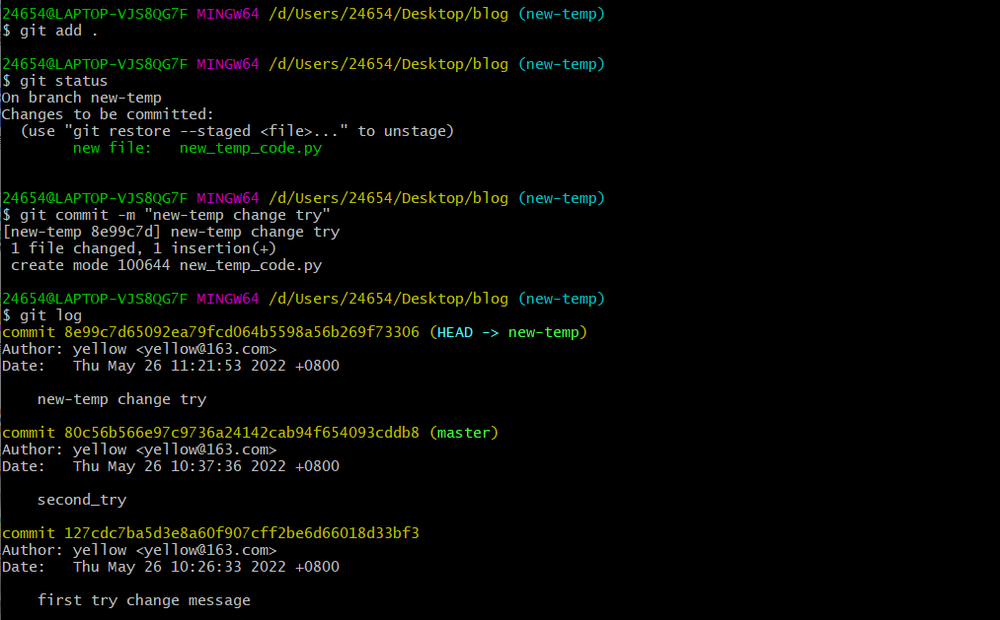 24654@LAPTOP-VJS8QG7F MINGW64 /d/Users/24654/Desktop/blog (new-temp)
$ git add .
24654@LAPTOP-VJS8QG7F MINGW64 /d/Users/24654/Desktop/blog (new-temp)
$ git status
On branch new-temp
Changes to be committed:
  (use "git restore --staged <file>..." to unstage)
        new file:   new_temp_code.py
24654@LAPTOP-VJS8QG7F MINGW64 /d/Users/24654/Desktop/blog (new-temp)
$ git commit -m "new-temp change try"
[new-temp 8e99c7d] new-temp change try
 1 file changed, 1 insertion(+)
 create mode 100644 new_temp_code.py
24654@LAPTOP-VJS8QG7F MINGW64 /d/Users/24654/Desktop/blog (new-temp)
$ git log
commit 8e99c7d65092ea79fcd064b5598a56b269f73306 (HEAD -> new-temp)
Author: yellow <yellow@163.com>
Date:   Thu May 26 11:21:53 2022 +0800
    new-temp change try
commit 80c56b566e97c9736a24142cab94f654093cddb8 (master)
Author: yellow <yellow@163.com>
Date:   Thu May 26 10:37:36 2022 +0800
    second_try
commit 127cdc7ba5d3e8a60f907cff2be6d66018d33bf3
Author: yellow <yellow@163.com>
Date:   Thu May 26 10:26:33 2022 +0800
    first try change message